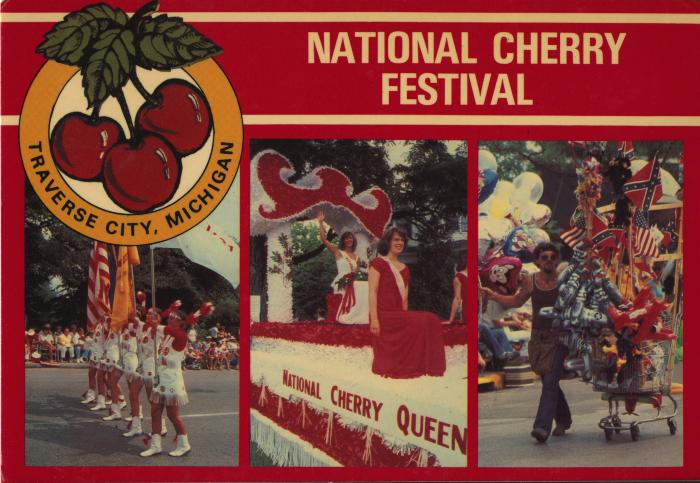 NATIONAL CHERRY
FESTIVAL
TRAVERSE CITY, MICHIGAN
NATIONAL CHERRY QUEEN